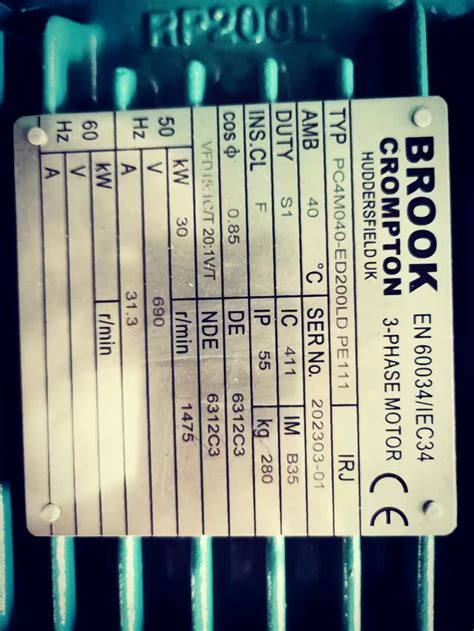 RP200L
BROOK EN 60034/IEC34
CROMPTON 3-PHASE MOTOR CE
HUDDERSFIELD UK
TYP PC4M040-ED200LD PE111 IRJ
AMB 40 °C SER No. 202303-01
DUTY S1 IC 411 IM B35
INS.CL F IP 55 kg 280
cos ϕ 0.85 DE 6312C3
VFD15:1C/T 20:1V/T NDE 6312C3
50 kW 30 r/min 1475
Hz V 690
A 31.3
60 kW r/min
Hz V
A